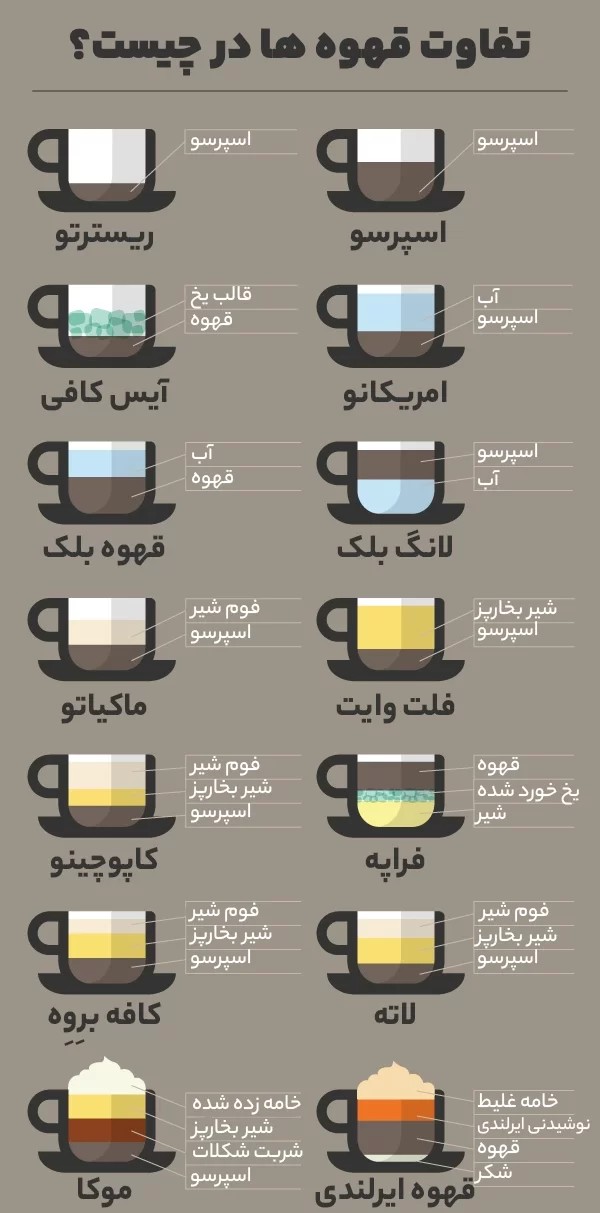 تفاوت قهوه ها در چیست؟
اسپرسو
اسپرسو
اسپرسو
ریسترتو
آب
اسپرسو
امریکانو
قالب یخ
قهوه
آیس کافی
اسپرسو
آب
لانگ بلک
آب
قهوه
قهوه بلک
شیر بخارپز
اسپرسو
فلت وایت
فوم شیر
اسپرسو
ماکیاتو
قهوه
یخ خورد شده
شیر
فراپه
فوم شیر
شیر بخارپز
اسپرسو
کاپوچینو
فوم شیر
شیر بخارپز
اسپرسو
لاته
فوم شیر
شیر بخارپز
اسپرسو
کافه بروِهِ
خامه غلیط
نوشیدنی ایرلندی
قهوه
شکر
قهوه ایرلندی
خامه زده شده
شیر بخارپز
شربت شکلات
اسپرسو
موکا